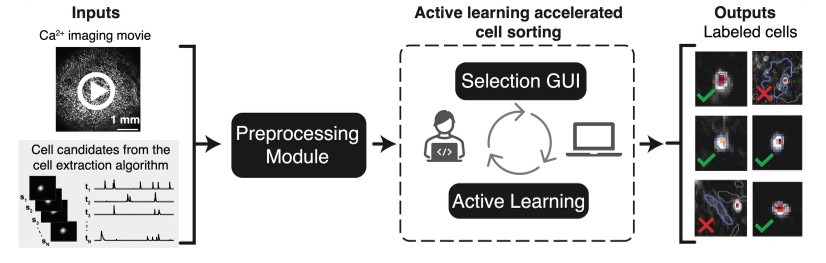 Inputs
Ca²⁺ imaging movie
1 mm
Cell candidates from the
cell extraction algorithm
s₁
s₂
s₃
sₙ
t₁
t₂
t₃
tₙ
Preprocessing
Module
Active learning accelerated
cell sorting
Selection GUI
</>
Active Learning
Outputs
Labeled cells